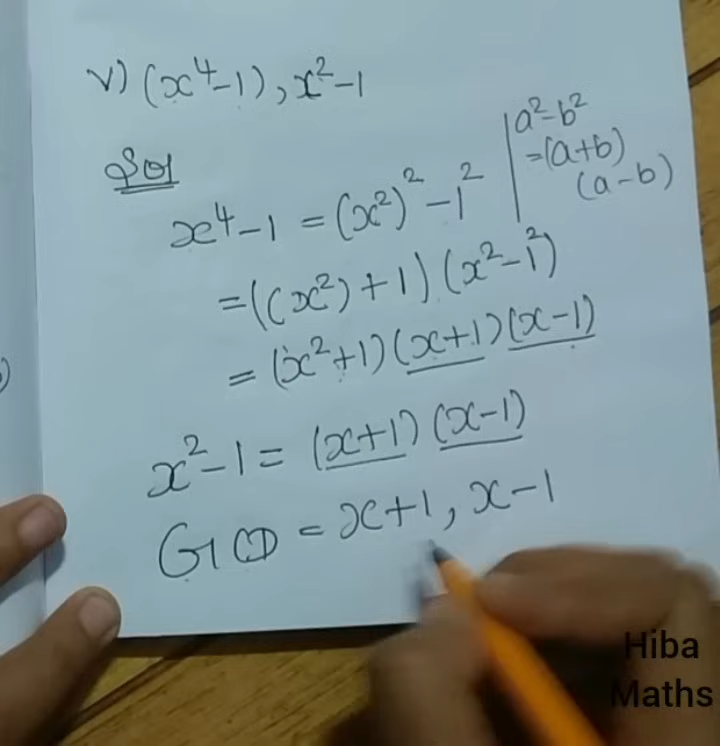 v) (x⁴-1), x²-1
Sol
x⁴-1 = (x²)²-1²
a²-b²
=(a+b)
(a-b)
=((x²)+1)(x²-1²)
= (x²+1)(x+1)(x-1)
x²-1 = (x+1)(x-1)
GCD = x+1, x-1
Hiba
Maths